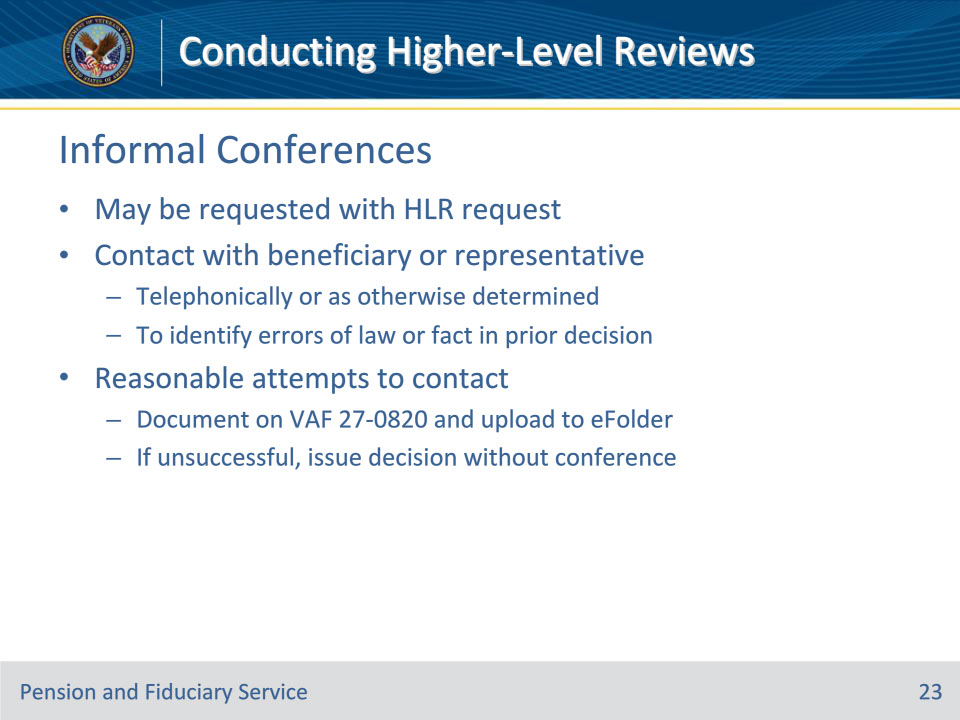 Conducting Higher-Level Reviews
Informal Conferences
• May be requested with HLR request
• Contact with beneficiary or representative
– Telephonically or as otherwise determined
– To identify errors of law or fact in prior decision
• Reasonable attempts to contact
– Document on VAF 27-0820 and upload to eFolder
– If unsuccessful, issue decision without conference
Pension and Fiduciary Service
23